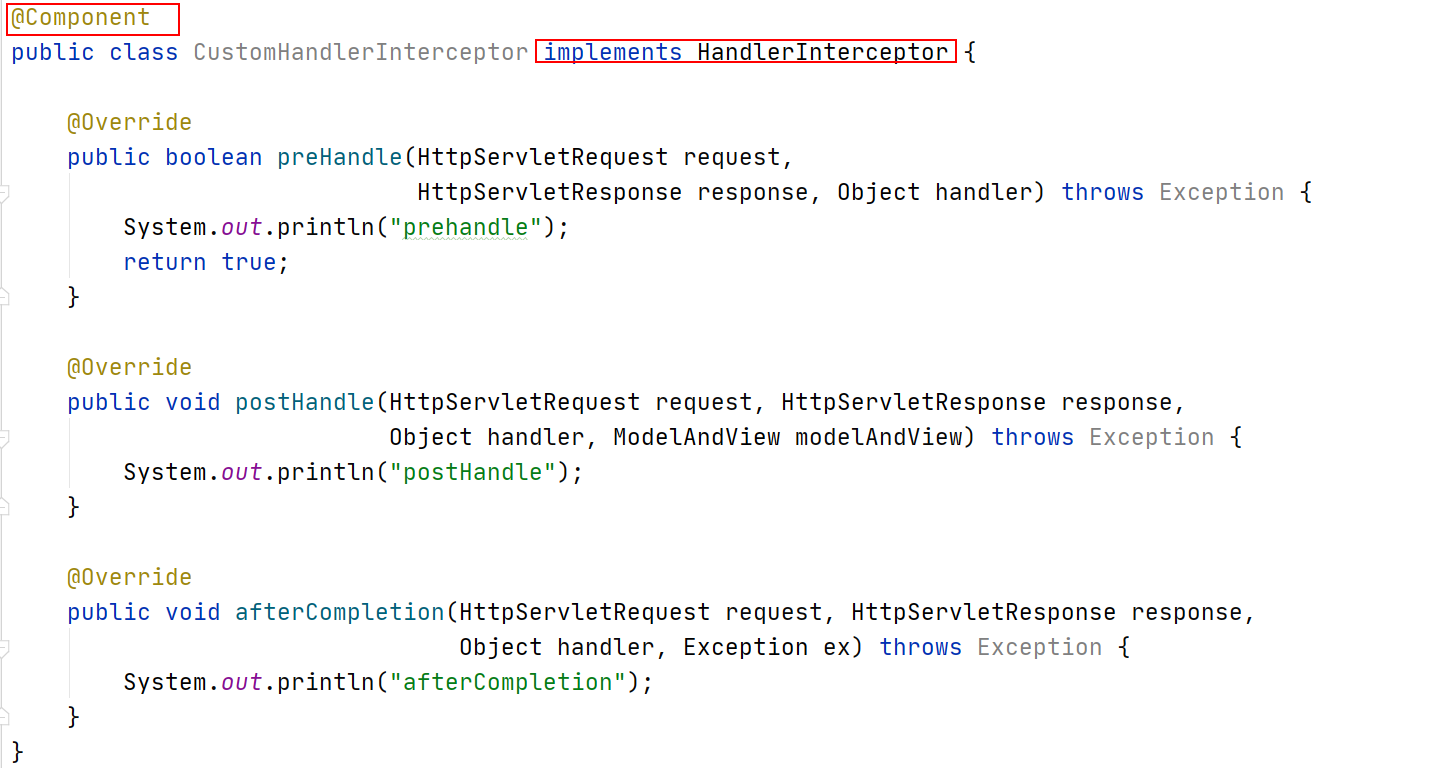 @Component
public class CustomHandlerInterceptor implements HandlerInterceptor {
@Override
public boolean preHandle(HttpServletRequest request,
HttpServletResponse response, Object handler) throws Exception {
System.out.println("prehandle");
return true;
}
@Override
public void postHandle(HttpServletRequest request, HttpServletResponse response,
Object handler, ModelAndView modelAndView) throws Exception {
System.out.println("postHandle");
}
@Override
public void afterCompletion(HttpServletRequest request, HttpServletResponse response,
Object handler, Exception ex) throws Exception {
System.out.println("afterCompletion");
}
}